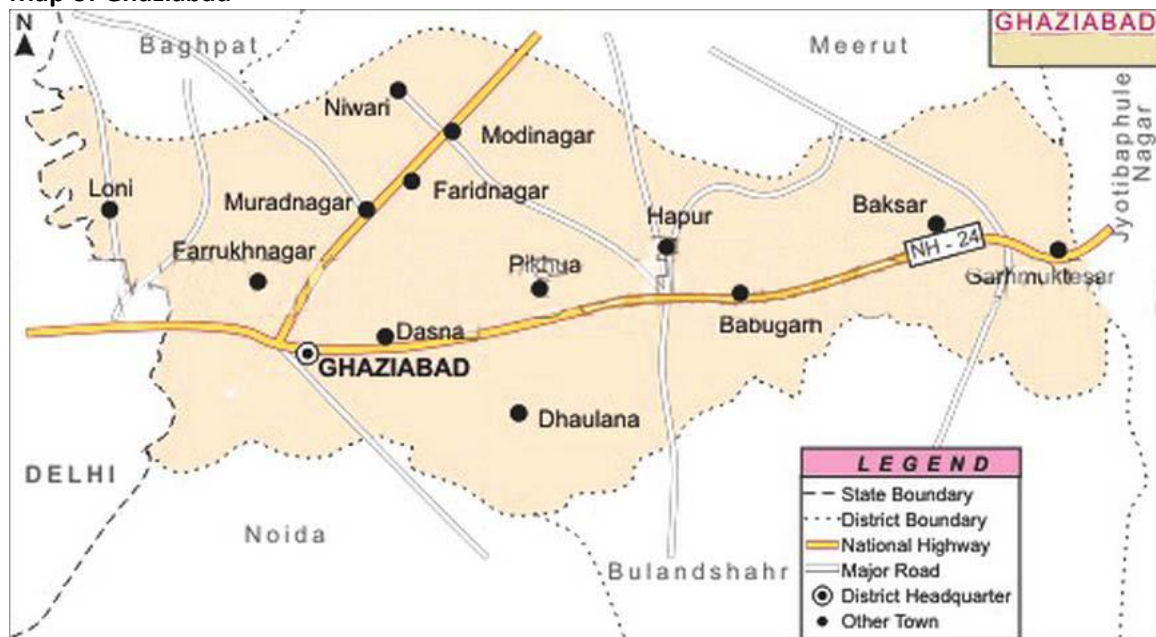 Map of Ghaziabad
N
GHAZIABAD
Baghpat
Meerut
Jyotibaphule
Nagar
Niwari
Modinagar
Loni
Muradnagar
Faridnagar
Hapur
Baksar
Farrukhnagar
Pikhua
NH - 24
Garhmuktesar
Babugarh
Dasna
GHAZIABAD
Dhaulana
DELHI
Noida
Bulandshahr
LEGEND
State Boundary
District Boundary
National Highway
Major Road
District Headquarter
Other Town